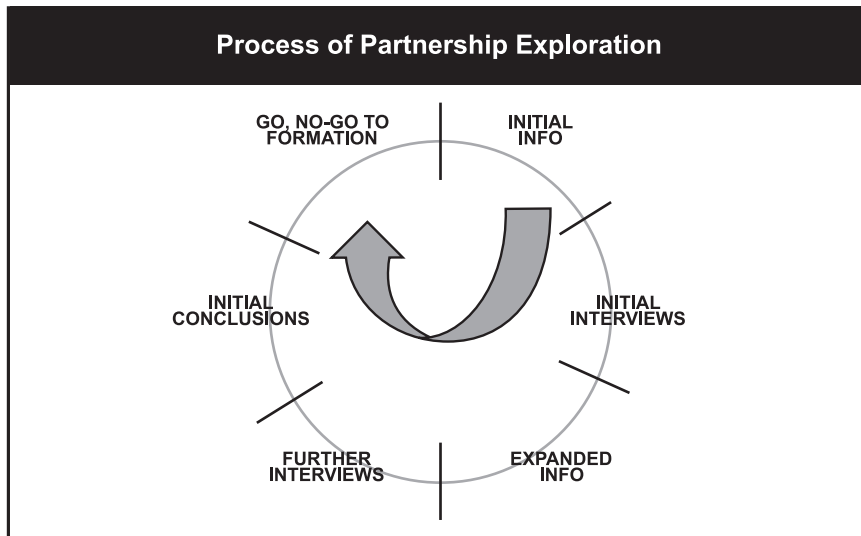 Process of Partnership Exploration
GO, NO-GO TO
FORMATION
INITIAL
INFO
INITIAL
INTERVIEWS
EXPANDED
INFO
FURTHER
INTERVIEWS
INITIAL
CONCLUSIONS